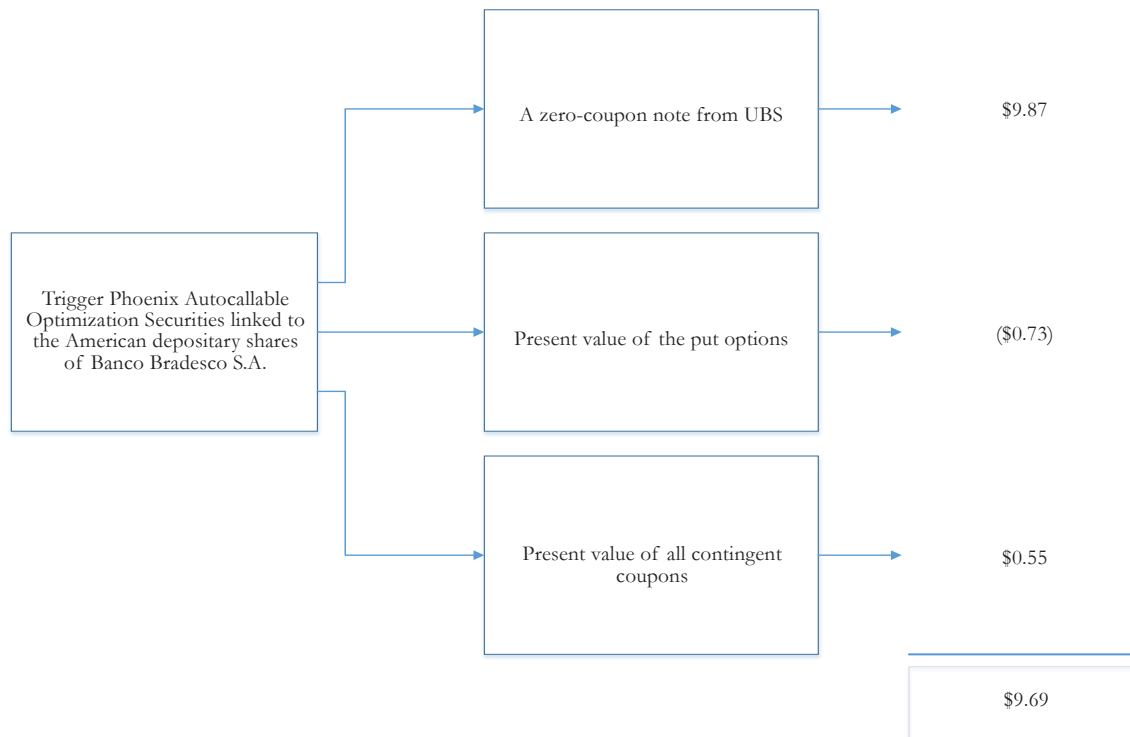 A zero-coupon note from UBS
$9.87
Trigger Phoenix Autocallable
Optimization Securities linked to
the American depositary shares
of Banco Bradesco S.A.
Present value of the put options
($0.73)
Present value of all contingent
coupons
$0.55
$9.69